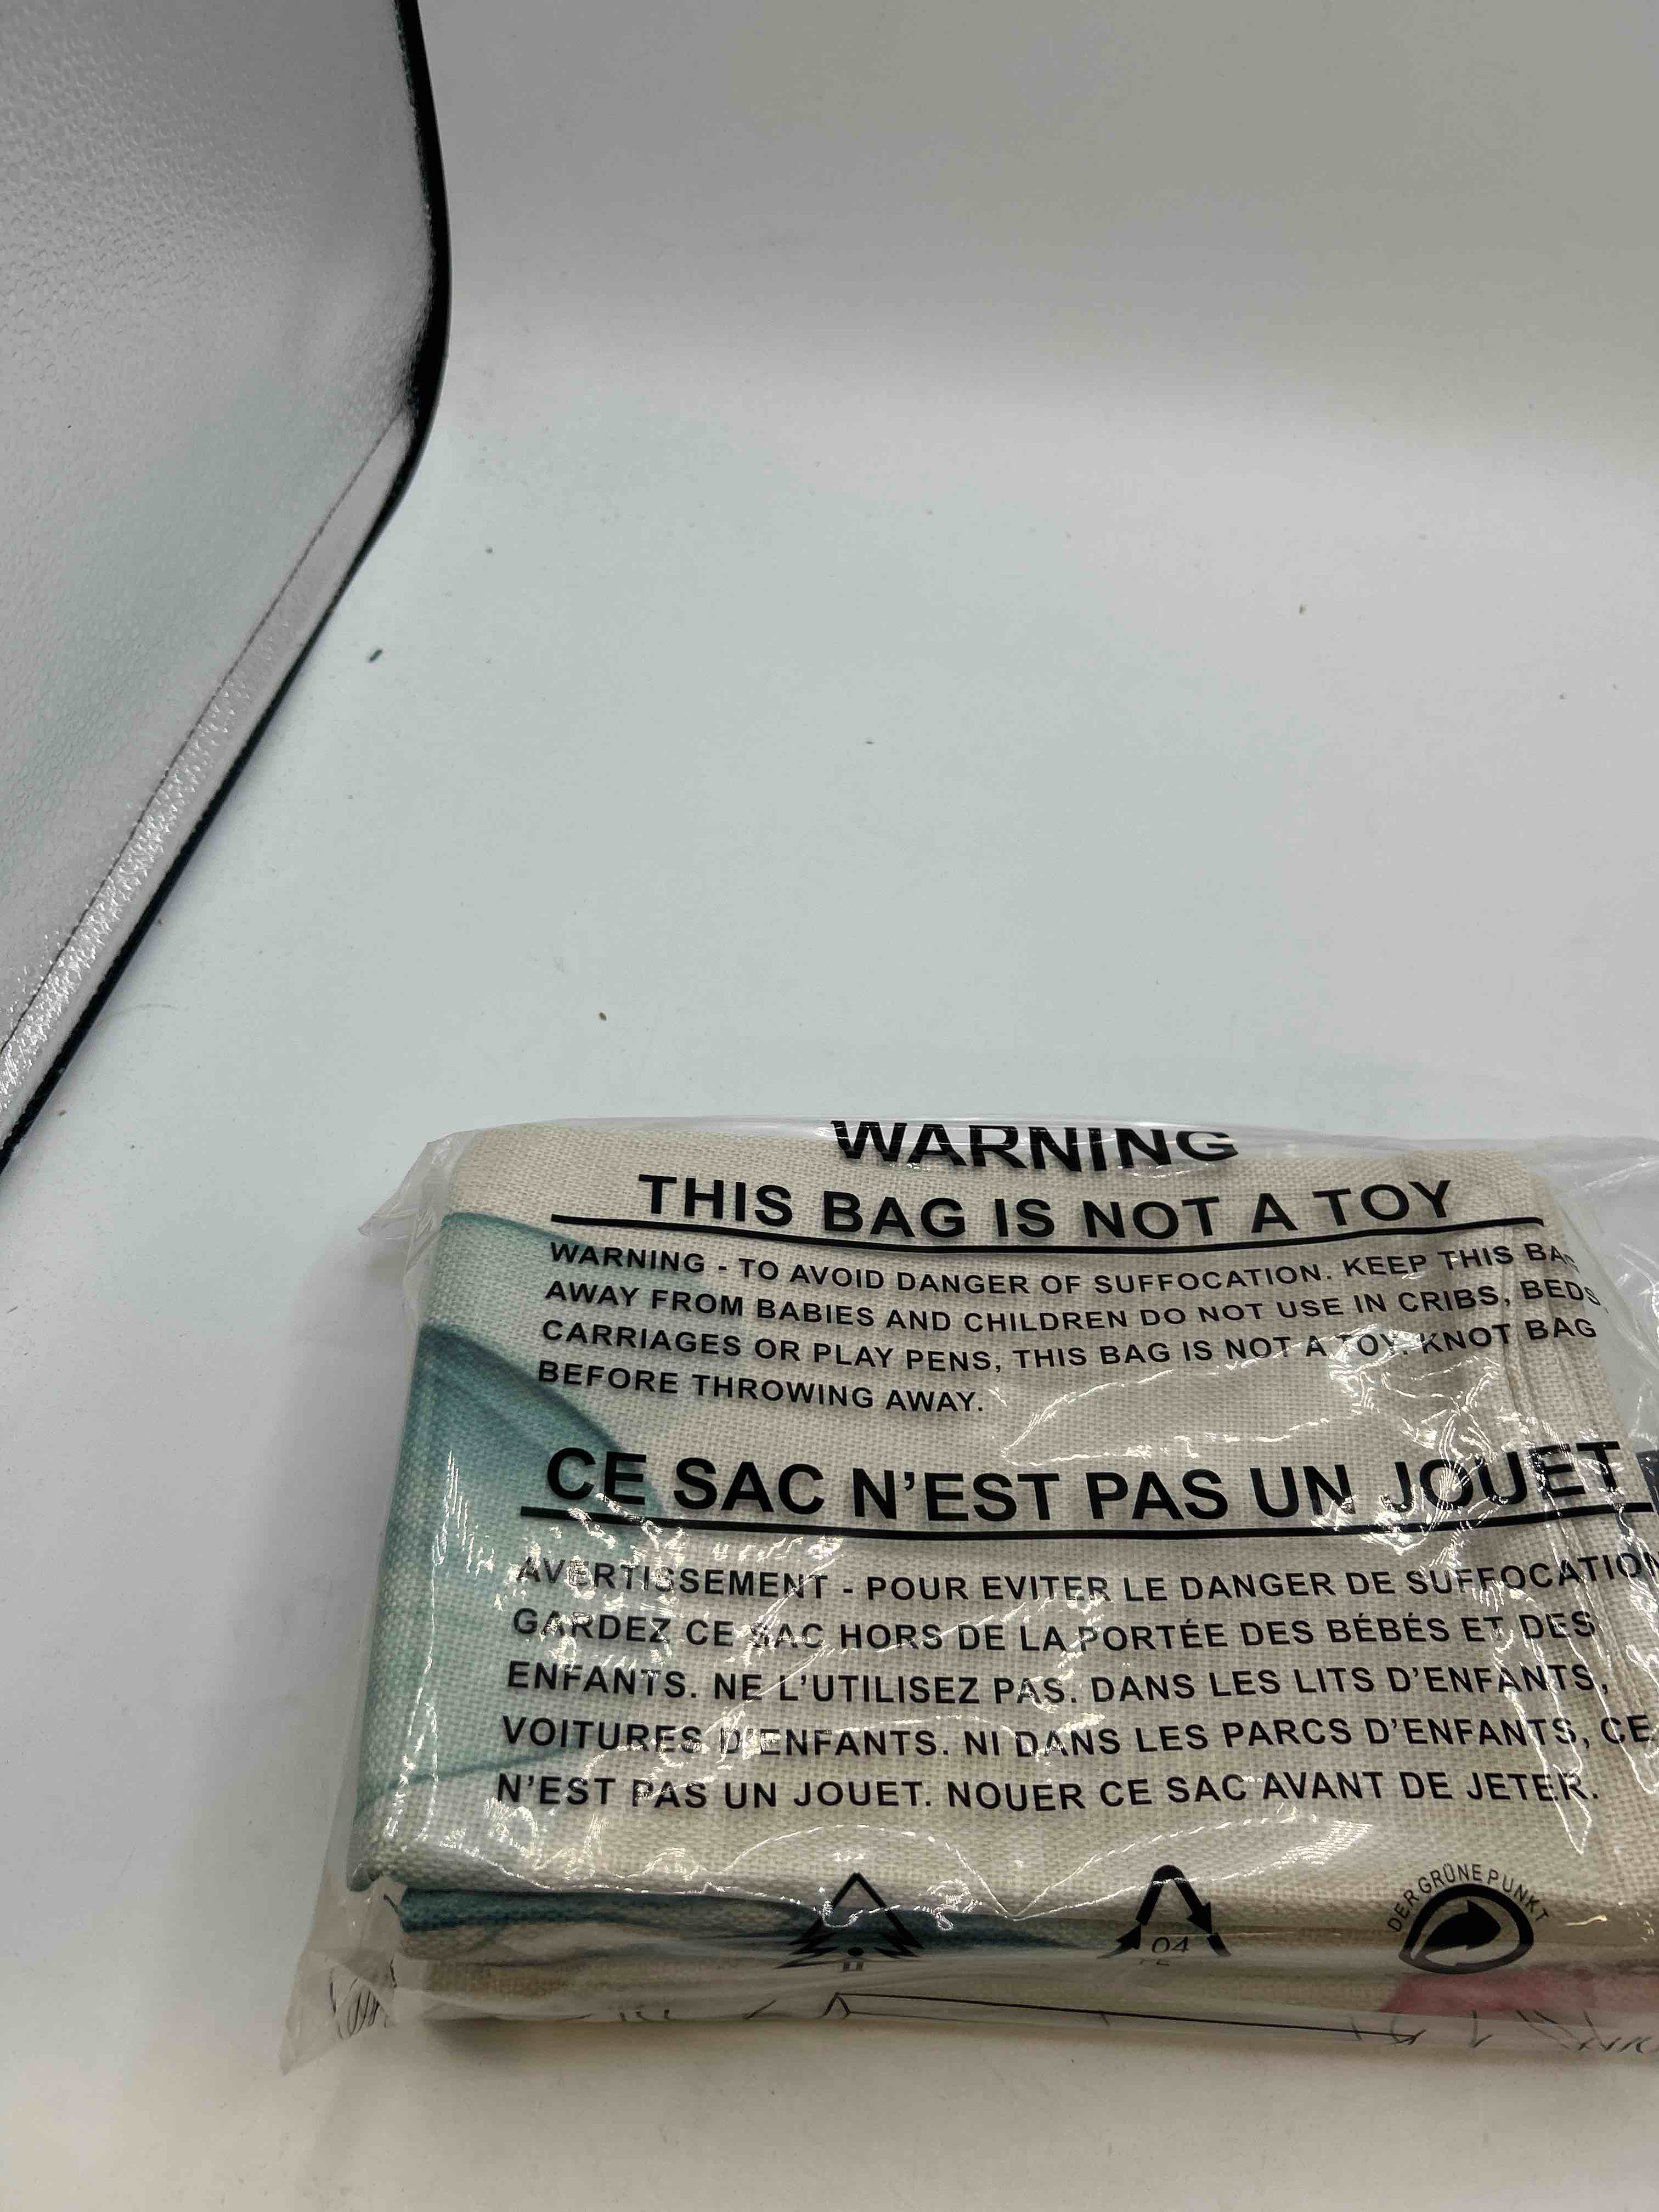 WARNING
THIS BAG IS NOT A TOY
WARNING - TO AVOID DANGER OF SUFFOCATION. KEEP THIS BAG
AWAY FROM BABIES AND CHILDREN DO NOT USE IN CRIBS, BEDS,
CARRIAGES OR PLAY PENS, THIS BAG IS NOT A TOY. KNOT BAG
BEFORE THROWING AWAY.
CE SAC N'EST PAS UN JOUET
AVERTISSEMENT - POUR EVITER LE DANGER DE SUFFOCATION
GARDEZ CE SAC HORS DE LA PORTÉE DES BÉBÉS ET DES
ENFANTS. NE L'UTILISEZ PAS. DANS LES LITS D'ENFANTS,
VOITURES D'ENFANTS. NI DANS LES PARCS D'ENFANTS, CE
N'EST PAS UN JOUET. NOUER CE SAC AVANT DE JETER.
DER GRÜNE PUNKT
04